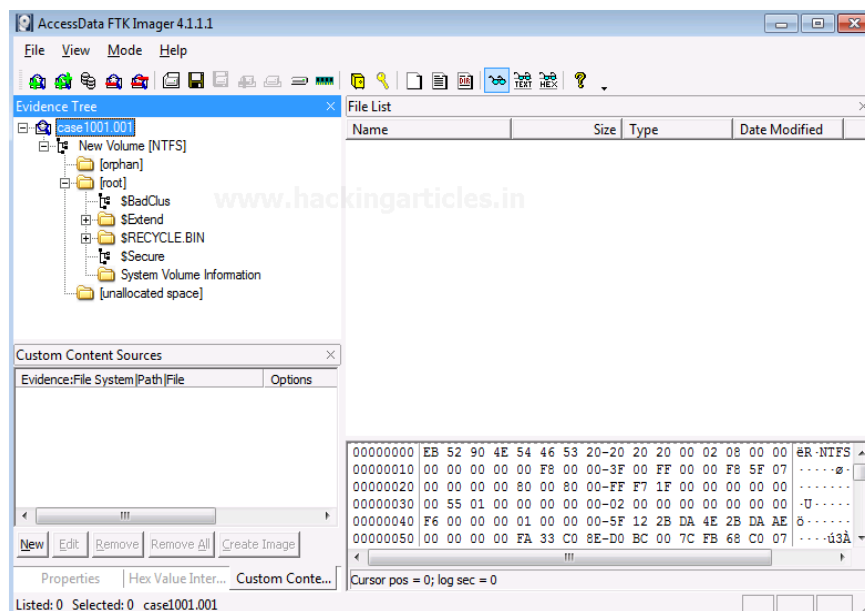 AccessData FTK Imager 4.1.1.1
File View Mode Help
Evidence Tree
case1001.001
New Volume [NTFS]
[orphan]
[root]
$BadClus
$Extend
$RECYCLE.BIN
$Secure
System Volume Information
[unallocated space]
File List
Name Size Type Date Modified
www.hackingarticles.in
Custom Content Sources
Evidence:File System|Path|File Options
New Edit Remove Remove All Create Image
Properties Hex Value Inter... Custom Conte...
00000000 EB 52 90 4E 54 46 53 20-20 20 20 00 02 08 00 00 ëR·NTFS
00000010 00 00 00 00 00 F8 00 00-3F 00 FF 00 00 F8 5F 07 ·····ø·
00000020 00 00 00 00 80 00 80 00-FF F7 1F 00 00 00 00 00 ·······
00000030 00 55 01 00 00 00 00 00-02 00 00 00 00 00 00 00 ·U·····
00000040 F6 00 00 00 01 00 00 00-5F 12 2B DA 4E 2B DA AE ö······
00000050 00 00 00 00 FA 33 C0 8E-D0 BC 00 7C FB 68 C0 07 ····ú3À
Cursor pos = 0; log sec = 0
Listed: 0 Selected: 0 case1001.001